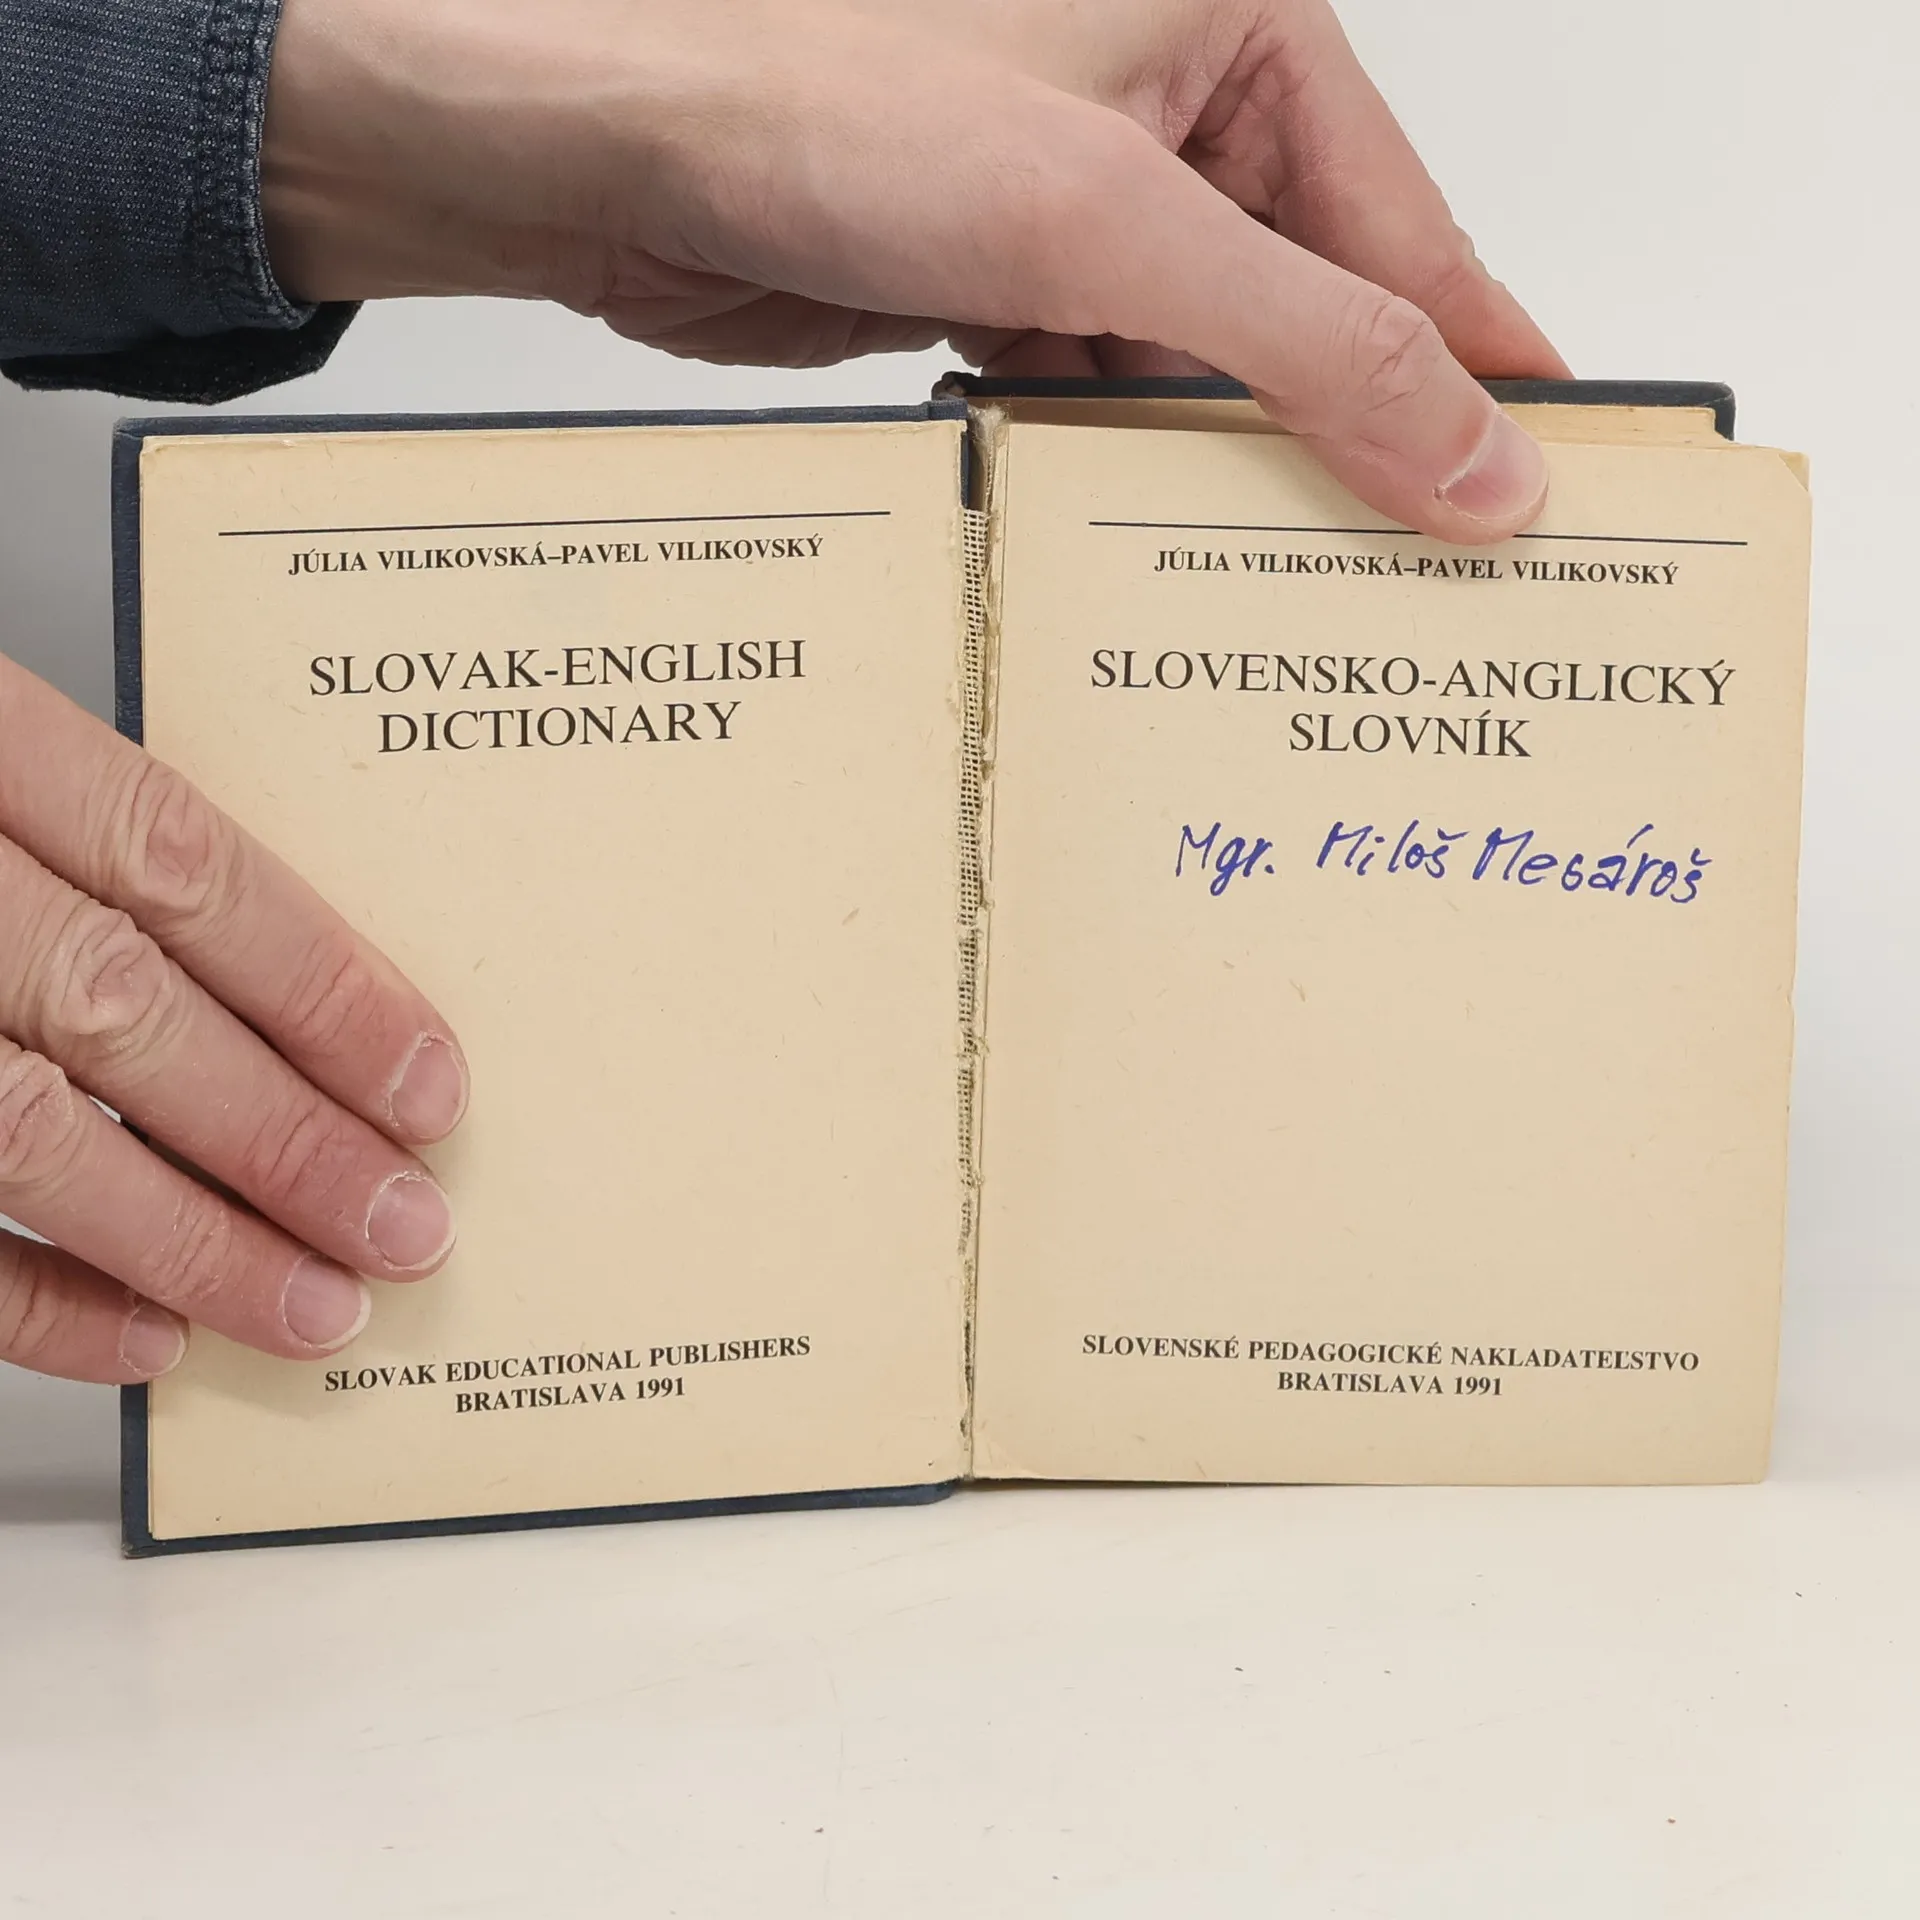 JÚLIA VILIKOVSKÁ–PAVEL VILIKOVSKÝ
SLOVAK-ENGLISH
DICTIONARY
SLOVAK EDUCATIONAL PUBLISHERS
BRATISLAVA 1991
JÚLIA VILIKOVSKÁ–PAVEL VILIKOVSKÝ
SLOVENSKO-ANGLICKÝ
SLOVNÍK
Mgr. Miloš Mesároš
SLOVENSKÉ PEDAGOGICKÉ NAKLADATEĽSTVO
BRATISLAVA 1991